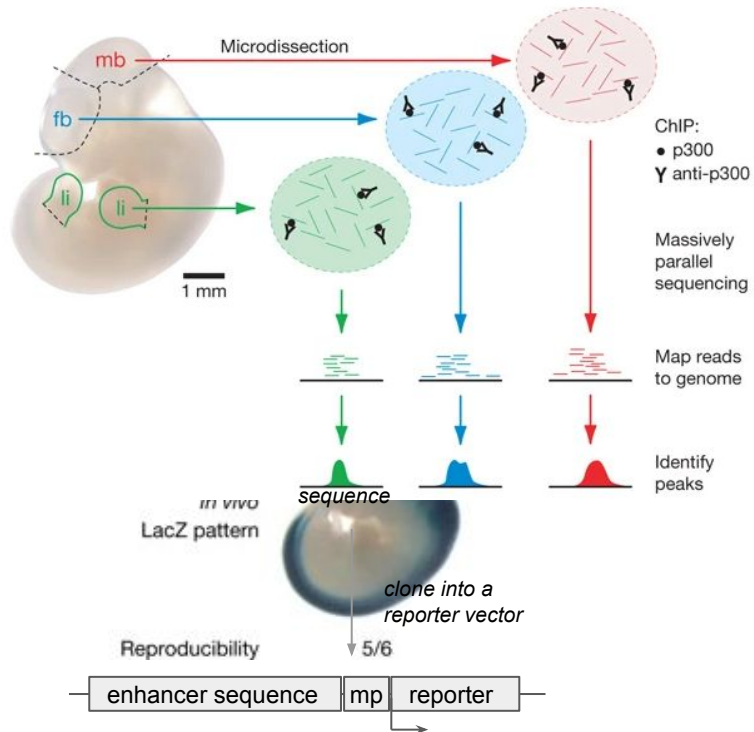 mb
Microdissection
fb
li
li
1 mm
ChIP:
● p300
Y anti-p300
Massively
parallel
sequencing
Map reads
to genome
Identify
peaks
sequence
In vivo
LacZ pattern
clone into a
reporter vector
Reproducibility 5/6
enhancer sequence mp reporter